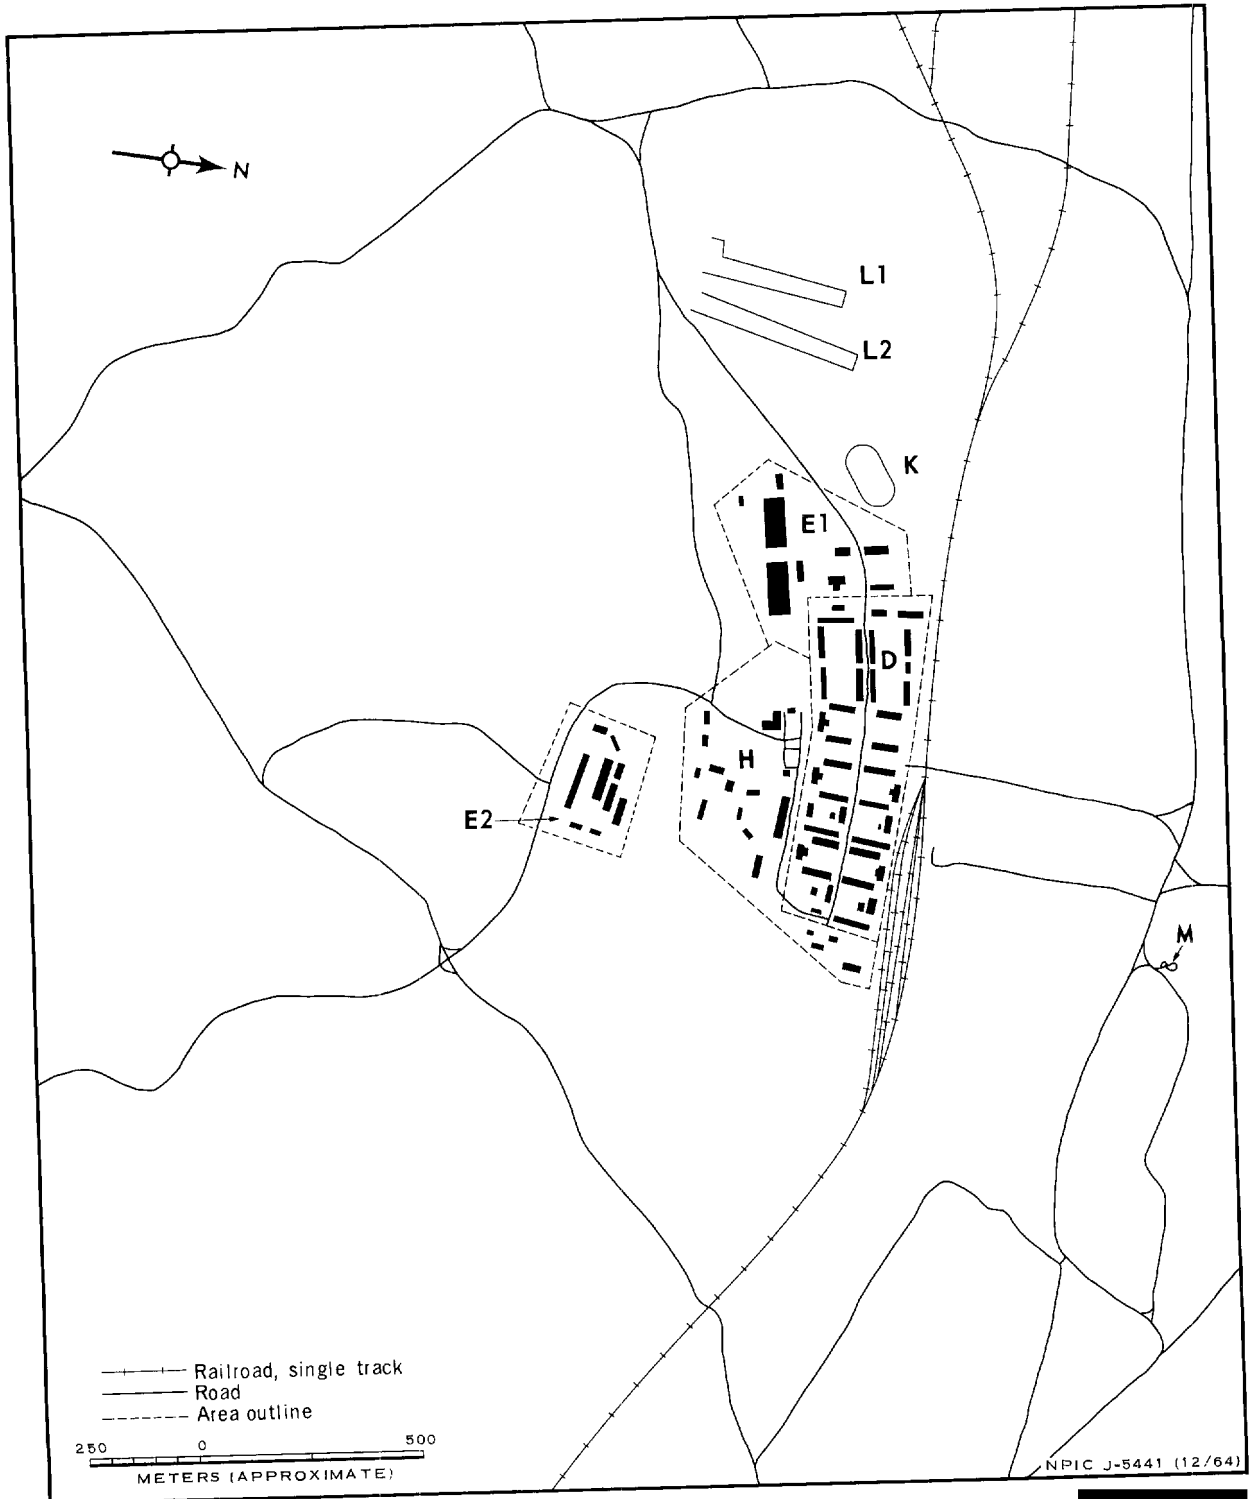 N
L1
L2
K
E1
D
H
E2
M
Railroad, single track
Road
Area outline
250 0 500
METERS (APPROXIMATE)
NPIC J-5441 (12/64)